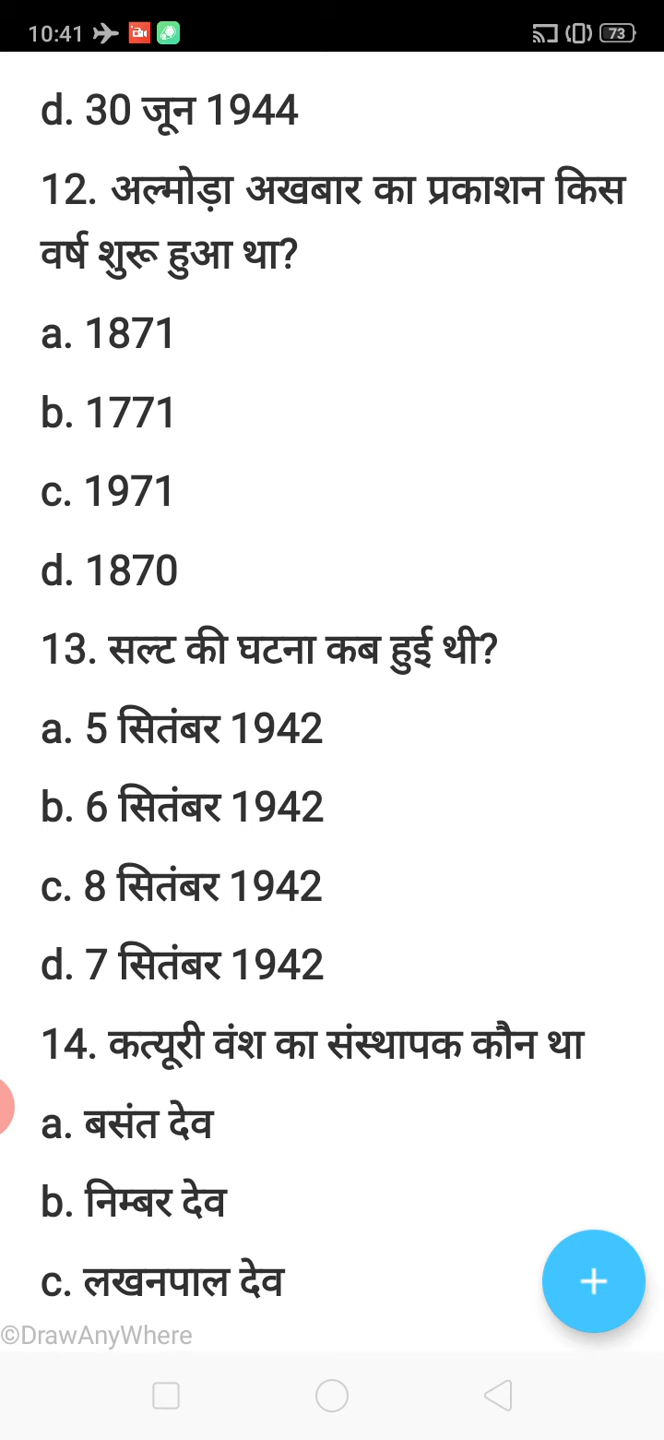 10:41
73
d. 30 जून 1944
12. अल्मोड़ा अखबार का प्रकाशन किस
वर्ष शुरू हुआ था?
a. 1871
b. 1771
c. 1971
d. 1870
13. सल्ट की घटना कब हुई थी?
a. 5 सितंबर 1942
b. 6 सितंबर 1942
c. 8 सितंबर 1942
d. 7 सितंबर 1942
14. कत्यूरी वंश का संस्थापक कौन था
a. बसंत देव
b. निम्बर देव
c. लखनपाल देव
+
©DrawAnyWhere